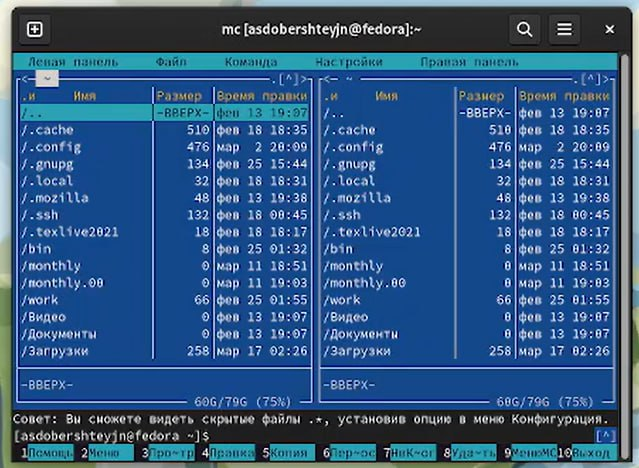 mc [asdobershteyjn@fedora]:~
Левая панель Файл Команда Настройки Правая панель
<- ~ .[^]> <- ~ .[^]>
.и Имя Размер Время правки .и Имя Размер Время правки
/.. -ВВЕРХ- фев 13 19:07 /.. -ВВЕРХ- фев 13 19:07
/.cache 510 фев 18 18:35 /.cache 510 фев 18 18:35
/.config 476 мар 2 20:09 /.config 476 мар 2 20:09
/.gnupg 134 фев 25 15:44 /.gnupg 134 фев 25 15:44
/.local 32 фев 18 18:31 /.local 32 фев 18 18:31
/.mozilla 48 фев 13 19:38 /.mozilla 48 фев 13 19:38
/.ssh 132 фев 18 00:45 /.ssh 132 фев 18 00:45
/.texlive2021 18 фев 18 18:17 /.texlive2021 18 фев 18 18:17
/bin 8 фев 25 01:32 /bin 8 фев 25 01:32
/monthly 0 мар 11 18:51 /monthly 0 мар 11 18:51
/monthly.00 0 мар 11 19:03 /monthly.00 0 мар 11 19:03
/work 66 фев 25 01:55 /work 66 фев 25 01:55
/Видео 0 фев 13 19:07 /Видео 0 фев 13 19:07
/Документы 0 фев 13 19:07 /Документы 0 фев 13 19:07
/Загрузки 258 мар 17 02:26 /Загрузки 258 мар 17 02:26
-ВВЕРХ- -ВВЕРХ-
60G/79G (75%) 60G/79G (75%)
Совет: Вы сможете видеть скрытые файлы .*, установив опцию в меню Конфигурация.
[asdobershteyjn@fedora ~]$ [^]
1Помощь 2Меню 3Про~тр 4Правка 5Копия 6Пер~ос 7НвК~ог 8Уда~ть 9МенюMC 10Выход